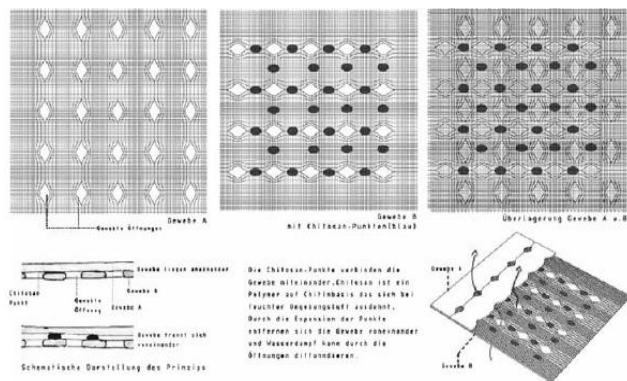 Gewebte Öffnungen
Gewebe A
Gewebe B
mit Chitosan-Punkten(blau)
Überlagerung Gewebe A u.B
Gewebe liegen aneinander
Chitosan
Punkt
Gewebte
Öffnung
Gewebe
A
Gewebe
B
Gewebe trennt sich
voneinander
Schematische Darstellung des Prinzips
Die Chitosan-Punkte verbinden die
Gewebe miteinander.Chitosan ist ein
Polymer auf Chitinbasis das sich bei
feuchter Umgebungsluft ausdehnt.
Durch die Expansion der Punkte
entfernen sich die Gewebe voneinander
und Wasserdampf kann durch die
Öffnungen diffundieren.
Gewebe A
Gewebe B